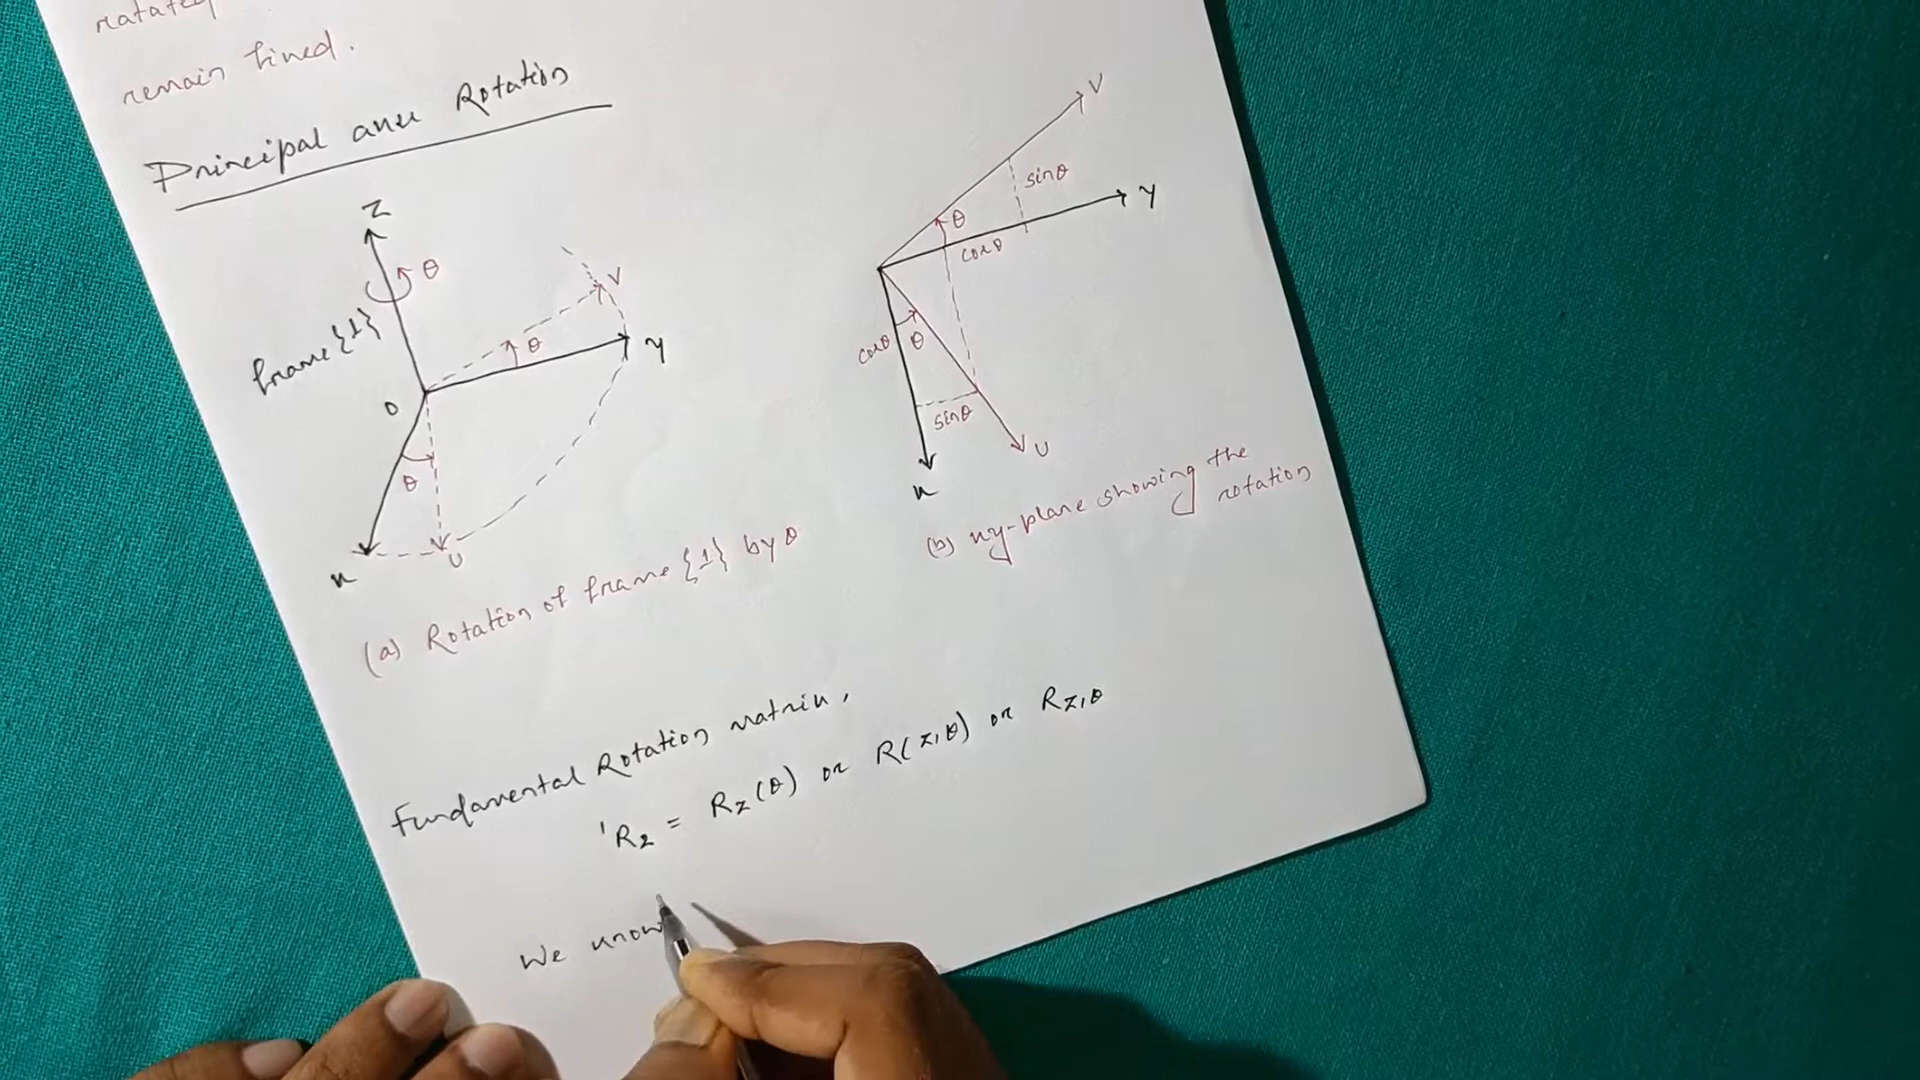 remain fixed.
Principal axes Rotation
Z
θ
frame {1}
V
θ
y
O
θ
x
U
(a) Rotation of frame {1} by θ
V
sinθ
y
θ
cosθ
cosθ
θ
sinθ
U
x
(b) xy-plane showing the
rotation
Fundamental Rotation matrix,
¹R₂ = Rz(θ) or R(z,θ) or Rz,θ
We know